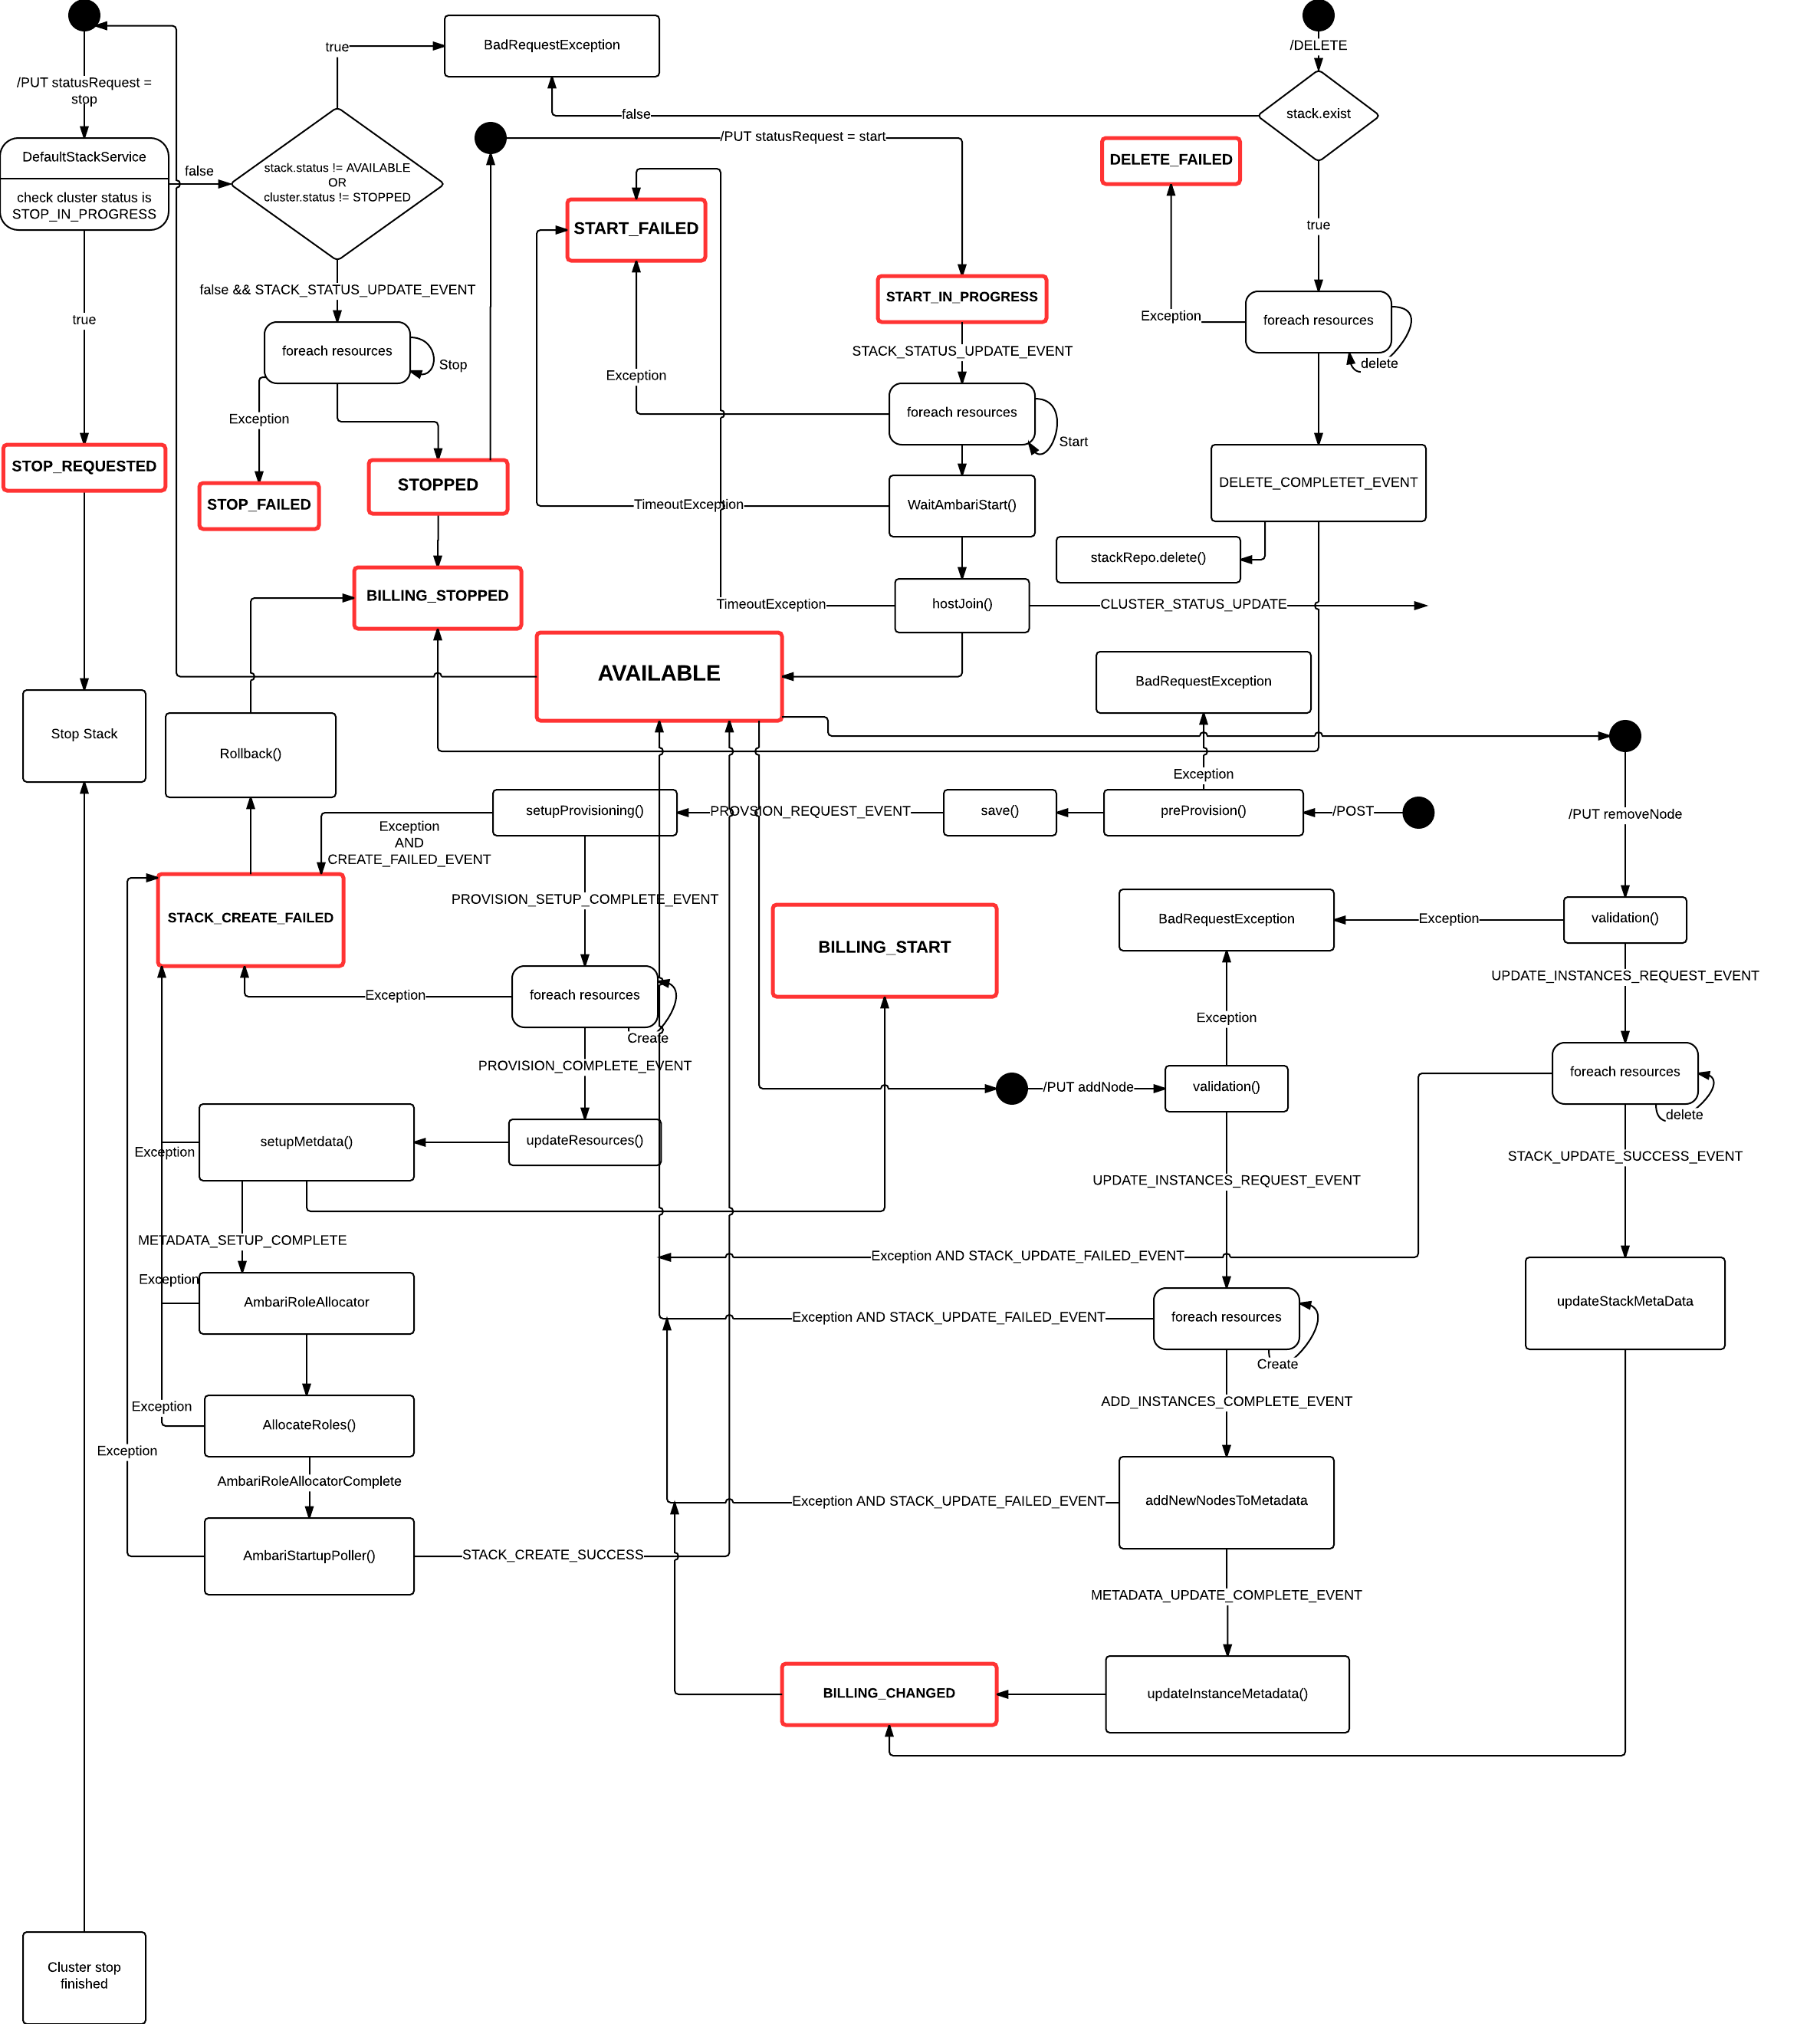 /DELETE
true
BadRequestException
/PUT statusRequest =
stop
stack.exist
false
/PUT statusRequest = start
DefaultStackService
check cluster status is
STOP_IN_PROGRESS
false
stack.status != AVAILABLE
OR
cluster.status != STOPPED
DELETE_FAILED
START_FAILED
true
false && STACK_STATUS_UPDATE_EVENT
START_IN_PROGRESS
Exception
foreach resources
true
foreach resources
Stop
STACK_STATUS_UPDATE_EVENT
delete
Exception
foreach resources
Exception
Start
STOP_REQUESTED
STOPPED
DELETE_COMPLETET_EVENT
STOP_FAILED
TimeoutException
WaitAmbariStart()
stackRepo.delete()
BILLING_STOPPED
TimeoutException
hostJoin()
CLUSTER_STATUS_UPDATE
AVAILABLE
BadRequestException
Stop Stack
Rollback()
Exception
setupProvisioning()
PROVSION_REQUEST_EVENT
save()
preProvision()
/POST
/PUT removeNode
Exception
AND
CREATE_FAILED_EVENT
PROVISION_SETUP_COMPLETE_EVENT
STACK_CREATE_FAILED
BadRequestException
Exception
validation()
BILLING_START
UPDATE_INSTANCES_REQUEST_EVENT
Exception
foreach resources
Exception
Create
PROVISION_COMPLETE_EVENT
foreach resources
/PUT addNode
validation()
delete
setupMetdata()
updateResources()
Exception
STACK_UPDATE_SUCCESS_EVENT
UPDATE_INSTANCES_REQUEST_EVENT
METADATA_SETUP_COMPLETE
Exception AND STACK_UPDATE_FAILED_EVENT
Exception
AmbariRoleAllocator
updateStackMetaData
Exception AND STACK_UPDATE_FAILED_EVENT
foreach resources
Create
Exception
ADD_INSTANCES_COMPLETE_EVENT
AllocateRoles()
Exception
AmbariRoleAllocatorComplete
Exception AND STACK_UPDATE_FAILED_EVENT
addNewNodesToMetadata
AmbariStartupPoller()
STACK_CREATE_SUCCESS
METADATA_UPDATE_COMPLETE_EVENT
BILLING_CHANGED
updateInstanceMetadata()
Cluster stop
finished